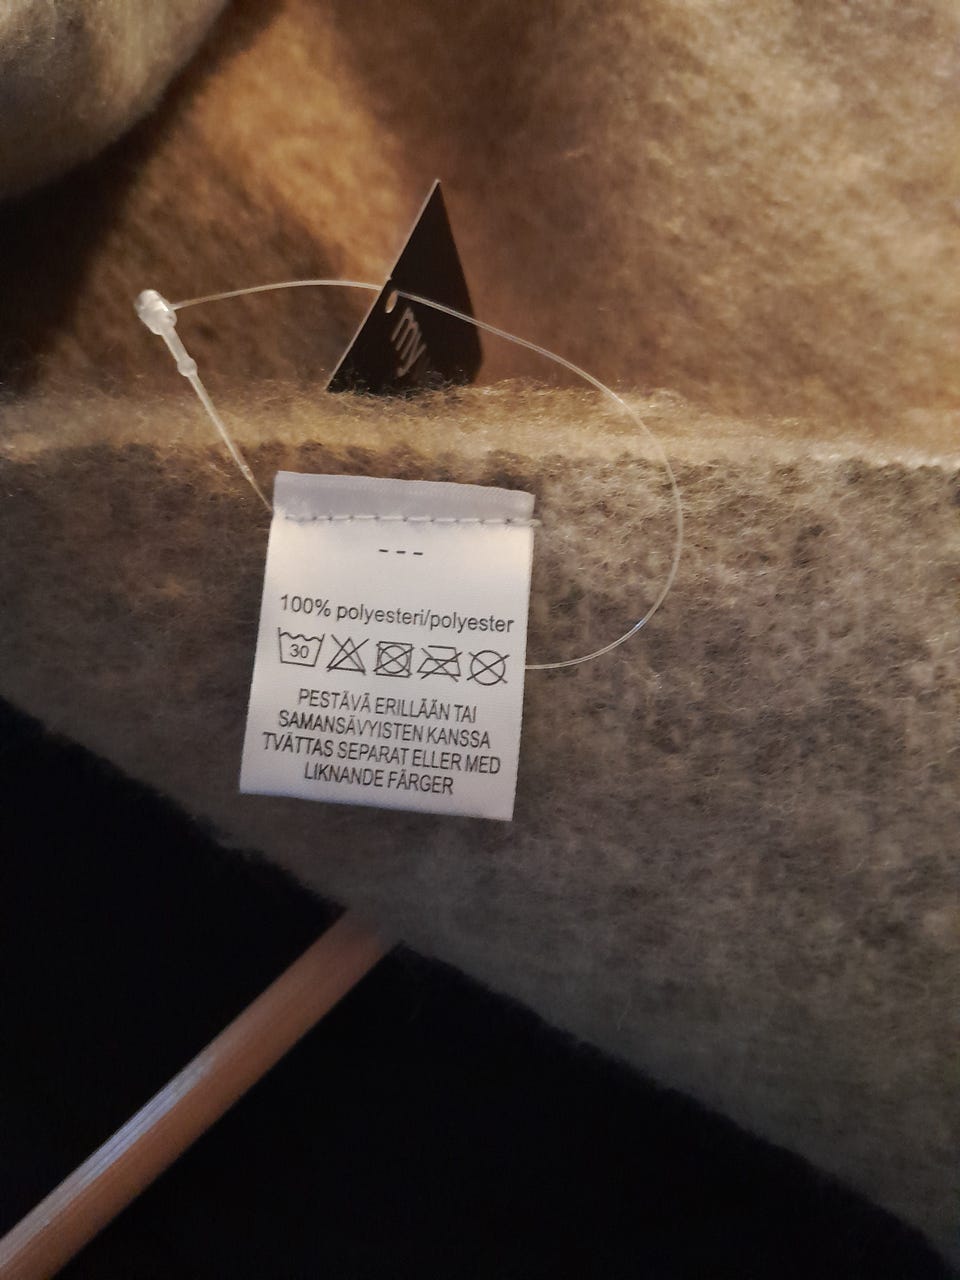 my
---
100% polyesteri/polyester
30
PESTÄVÄ ERILLÄÄN TAI
SAMANSÄVYISTEN KANSSA
TVÄTTAS SEPARAT ELLER MED
LIKNANDE FÄRGER